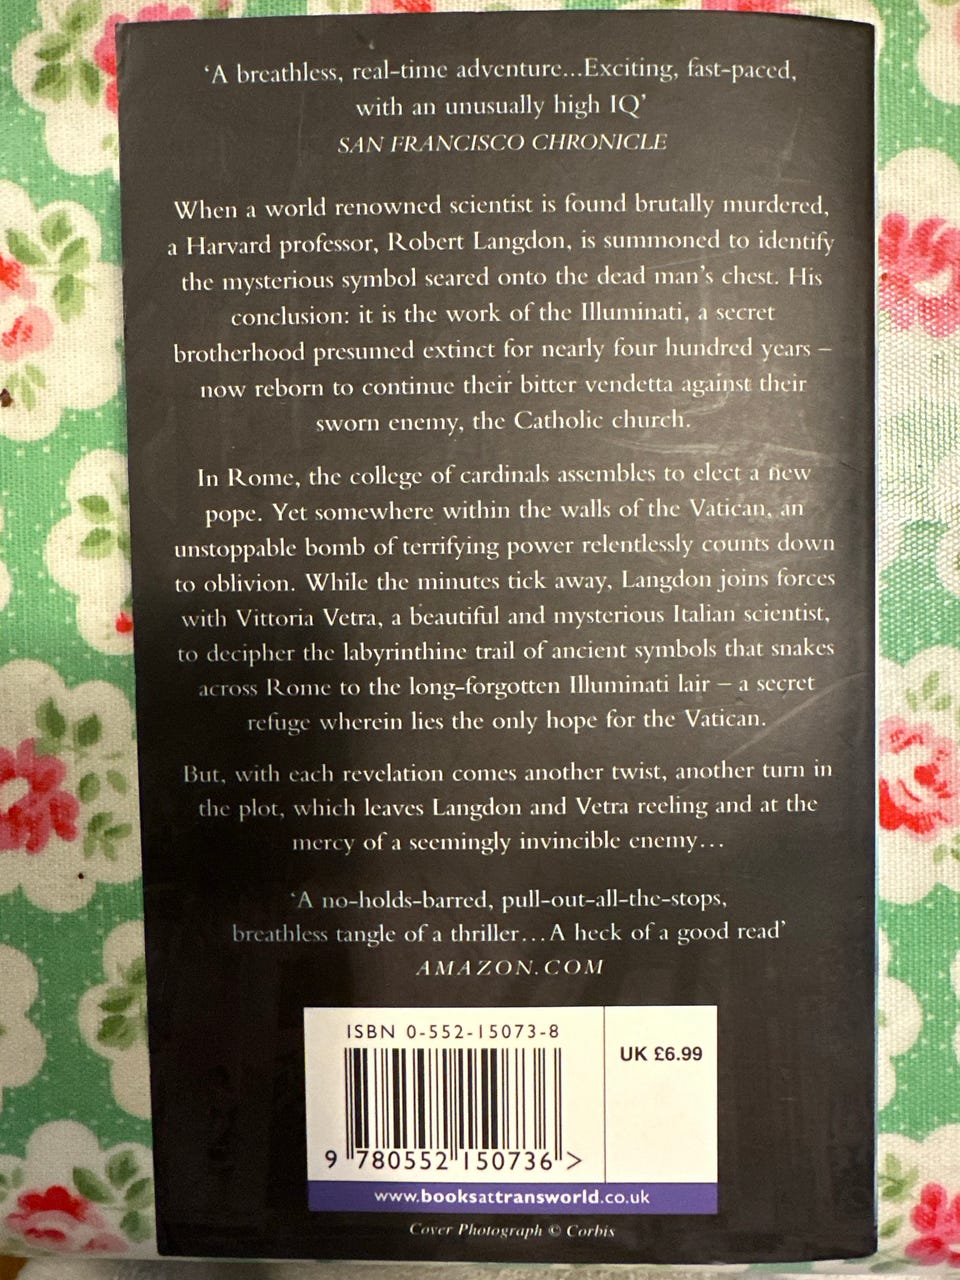 ‘A breathless, real-time adventure...Exciting, fast-paced,
with an unusually high IQ’
SAN FRANCISCO CHRONICLE
When a world renowned scientist is found brutally murdered,
a Harvard professor, Robert Langdon, is summoned to identify
the mysterious symbol seared onto the dead man’s chest. His
conclusion: it is the work of the Illuminati, a secret
brotherhood presumed extinct for nearly four hundred years –
now reborn to continue their bitter vendetta against their
sworn enemy, the Catholic church.
In Rome, the college of cardinals assembles to elect a new
pope. Yet somewhere within the walls of the Vatican, an
unstoppable bomb of terrifying power relentlessly counts down
to oblivion. While the minutes tick away, Langdon joins forces
with Vittoria Vetra, a beautiful and mysterious Italian scientist,
to decipher the labyrinthine trail of ancient symbols that snakes
across Rome to the long-forgotten Illuminati lair – a secret
refuge wherein lies the only hope for the Vatican.
But, with each revelation comes another twist, another turn in
the plot, which leaves Langdon and Vetra reeling and at the
mercy of a seemingly invincible enemy...
‘A no-holds-barred, pull-out-all-the-stops,
breathless tangle of a thriller...A heck of a good read’
AMAZON.COM
ISBN 0-552-15073-8
UK £6.99
9 780552 150736 >
www.booksattransworld.co.uk
Cover Photograph © Corbis